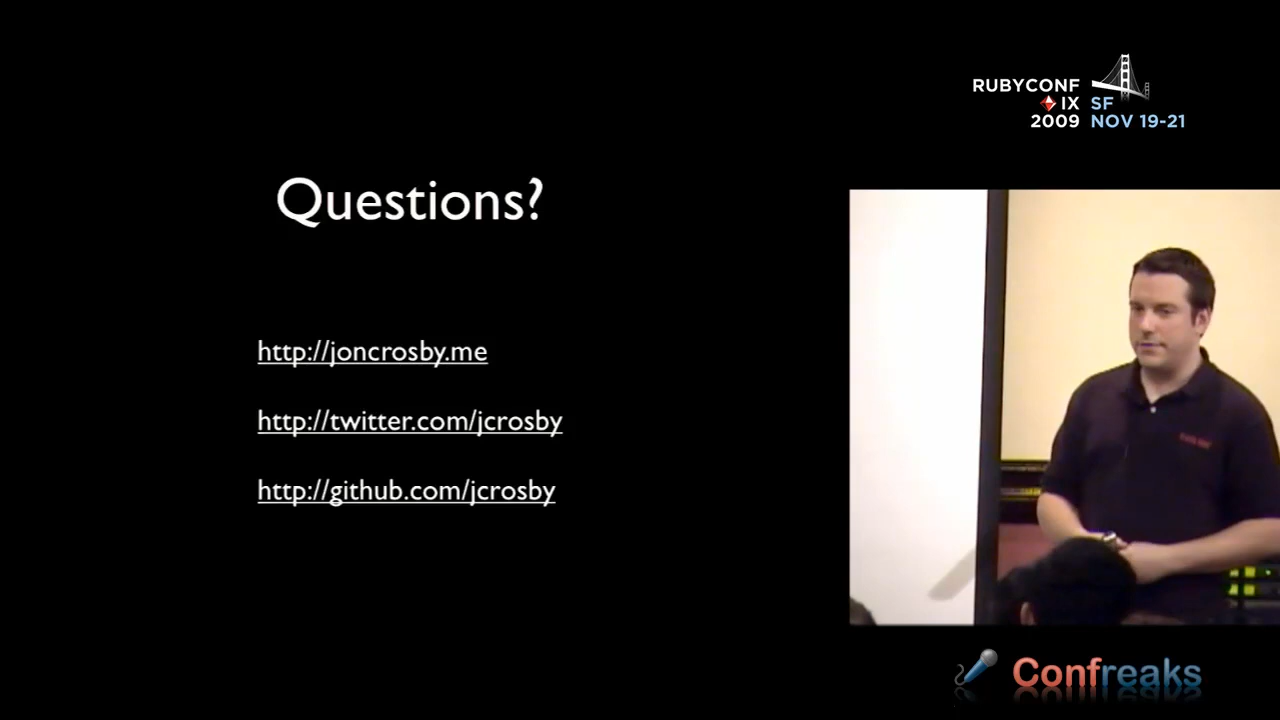 RUBYCONF
IX SF
2009 NOV 19-21
Questions?
http://joncrosby.me
http://twitter.com/jcrosby
http://github.com/jcrosby
Confreaks